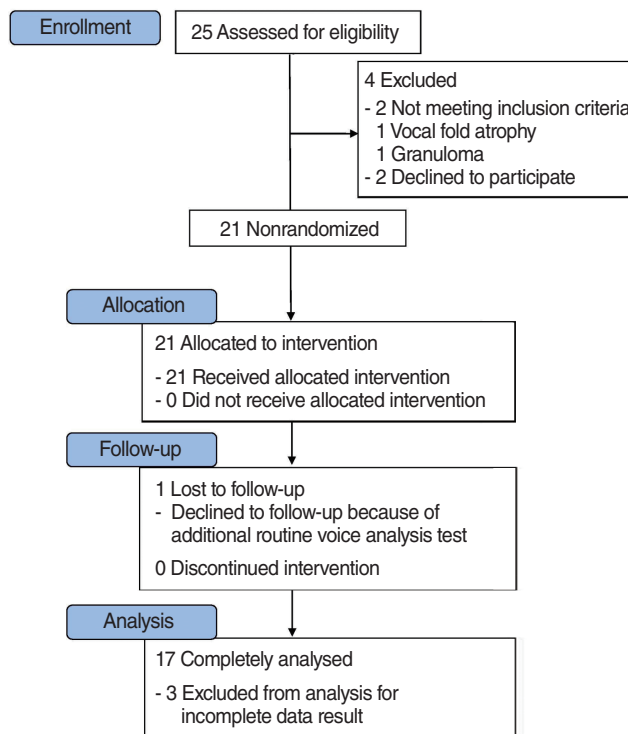 Enrollment
25 Assessed for eligibility
4 Excluded
- 2 Not meeting inclusion criteria
1 Vocal fold atrophy
1 Granuloma
- 2 Declined to participate
21 Nonrandomized
Allocation
21 Allocated to intervention
- 21 Received allocated intervention
- 0 Did not receive allocated intervention
Follow-up
1 Lost to follow-up
- Declined to follow-up because of
additional routine voice analysis test
0 Discontinued intervention
Analysis
17 Completely analysed
- 3 Excluded from analysis for
incomplete data result